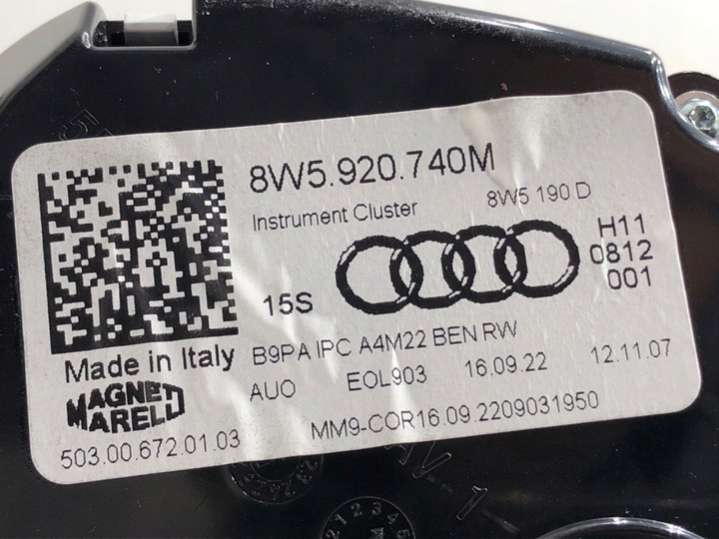 8W5.920.740M
Instrument Cluster
8W5 190 D
15S
H11
0812
001
Made in Italy
B9PA IPC A4M22 BEN RW
AUO EOL903 16.09.22 12.11.07
MAGNETI
MARELLI
MM9-COR16.09.2209031950
503.00.672.01.03